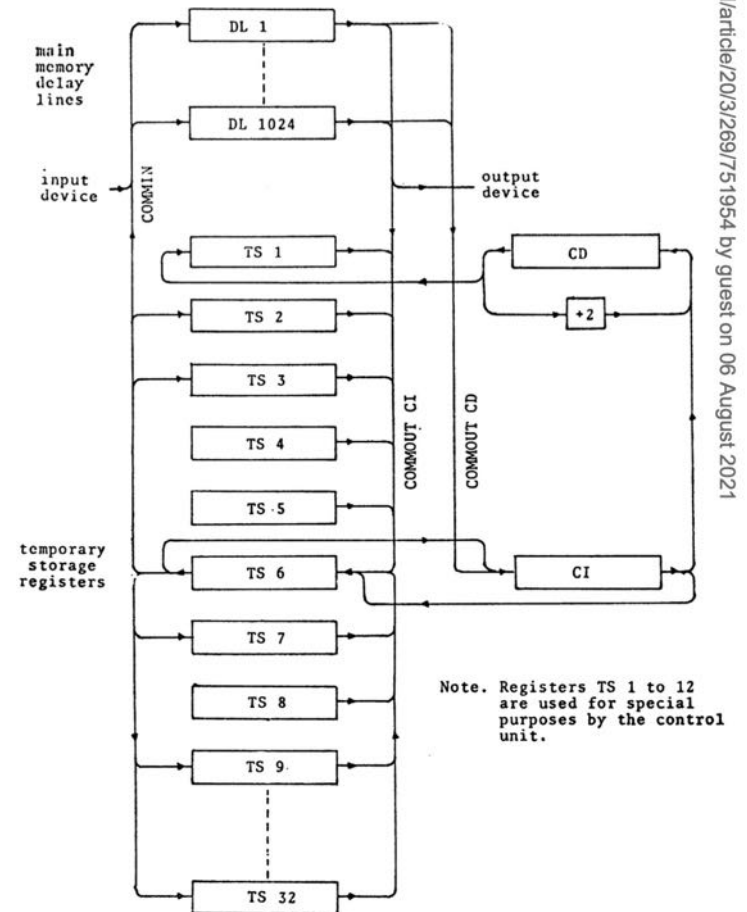 DL 1
main
memory
delay
lines
DL 1024
input
device
COMMIN
output
device
TS 1
CD
TS 2
+2
TS 3
TS 4
COMMOUT CI
COMMOUT CD
TS 5
temporary
storage
registers
TS 6
CI
TS 7
TS 8
Note. Registers TS 1 to 12
are used for special
purposes by the control
unit.
TS 9
TS 32
/article/20/3/269/751954 by guest on 06 August 2021